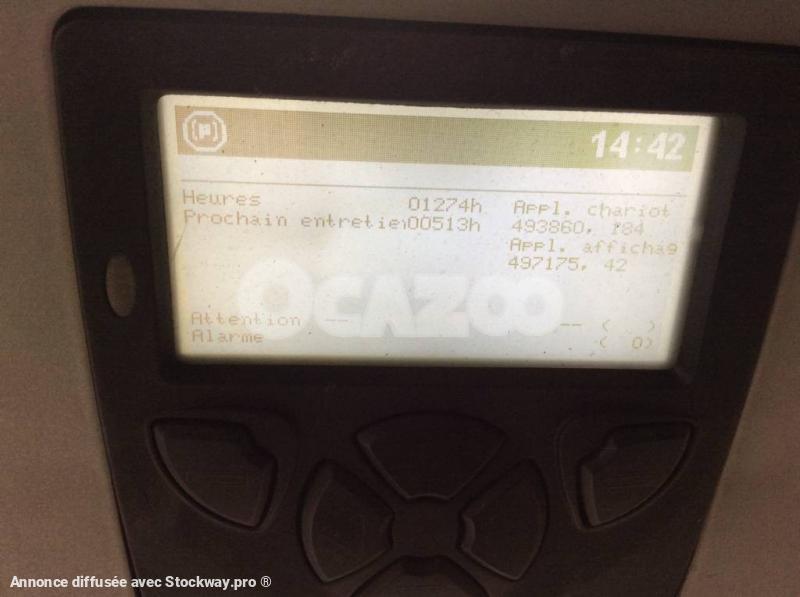 14:42
Heures 01274h Appl. chariot
Prochain entretien00513h 493860, 184
Appl. affichag
497175, 42
OCAZOO
Attention -- -- ( )
Alarme ( 0)
Annonce diffusée avec Stockway.pro ®